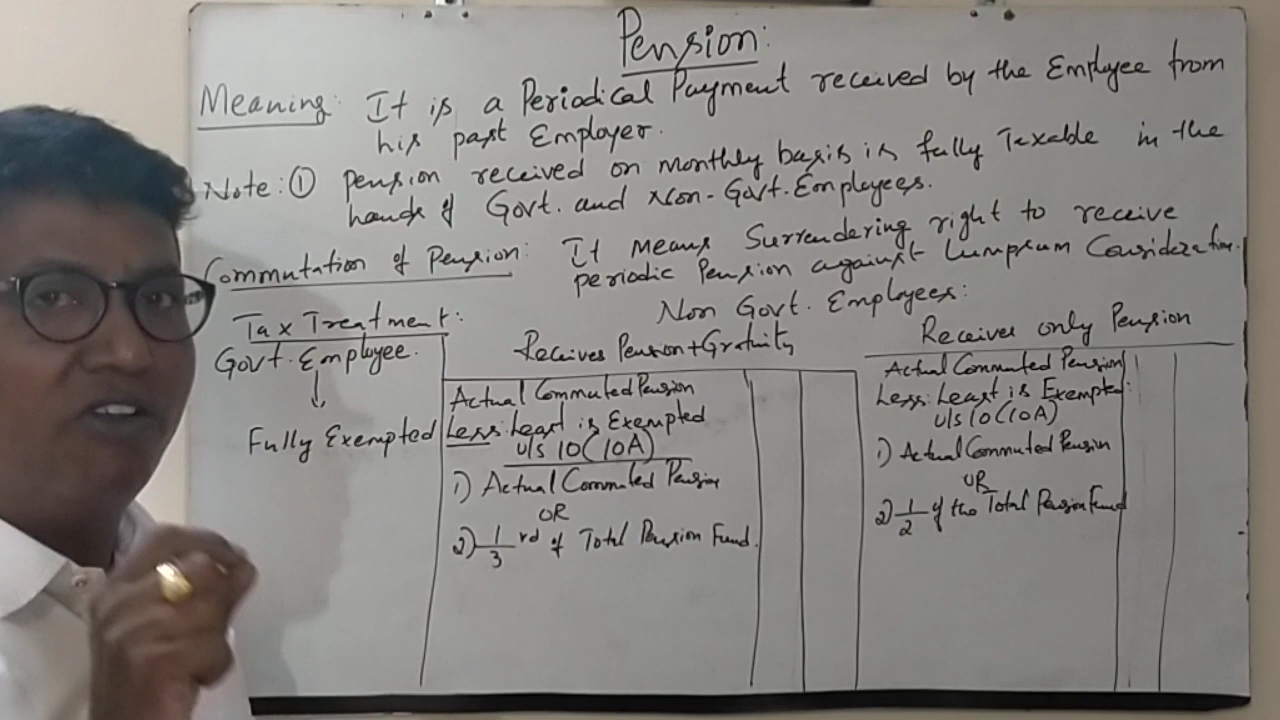 Pension:
Meaning: It is a Periodical Payment received by the Employee from
his past Employer.
Note: ① Pension received on monthly basis is fully Taxable in the
hands of Govt. and Non-Govt. Employees.
Commutation of Pension: It means Surrendering right to receive
periodic Pension against lumpsum Consideration.
Tax Treatment:
Govt. Employee.
Fully Exempted
Non Govt. Employees:
Receives Pension+Gratuity
Actual Commuted Pension
Less: Least is Exempted
U/s 10(10A)
1) Actual Commuted Pension
OR
2) 1/3 rd of Total Pension Fund.
Receives only Pension
Actual Commuted Pension
Less: Least is Exempted:
U/s 10(10A)
1) Actual Commuted Pension
OR
2) 1/2 of the Total Pension Fund